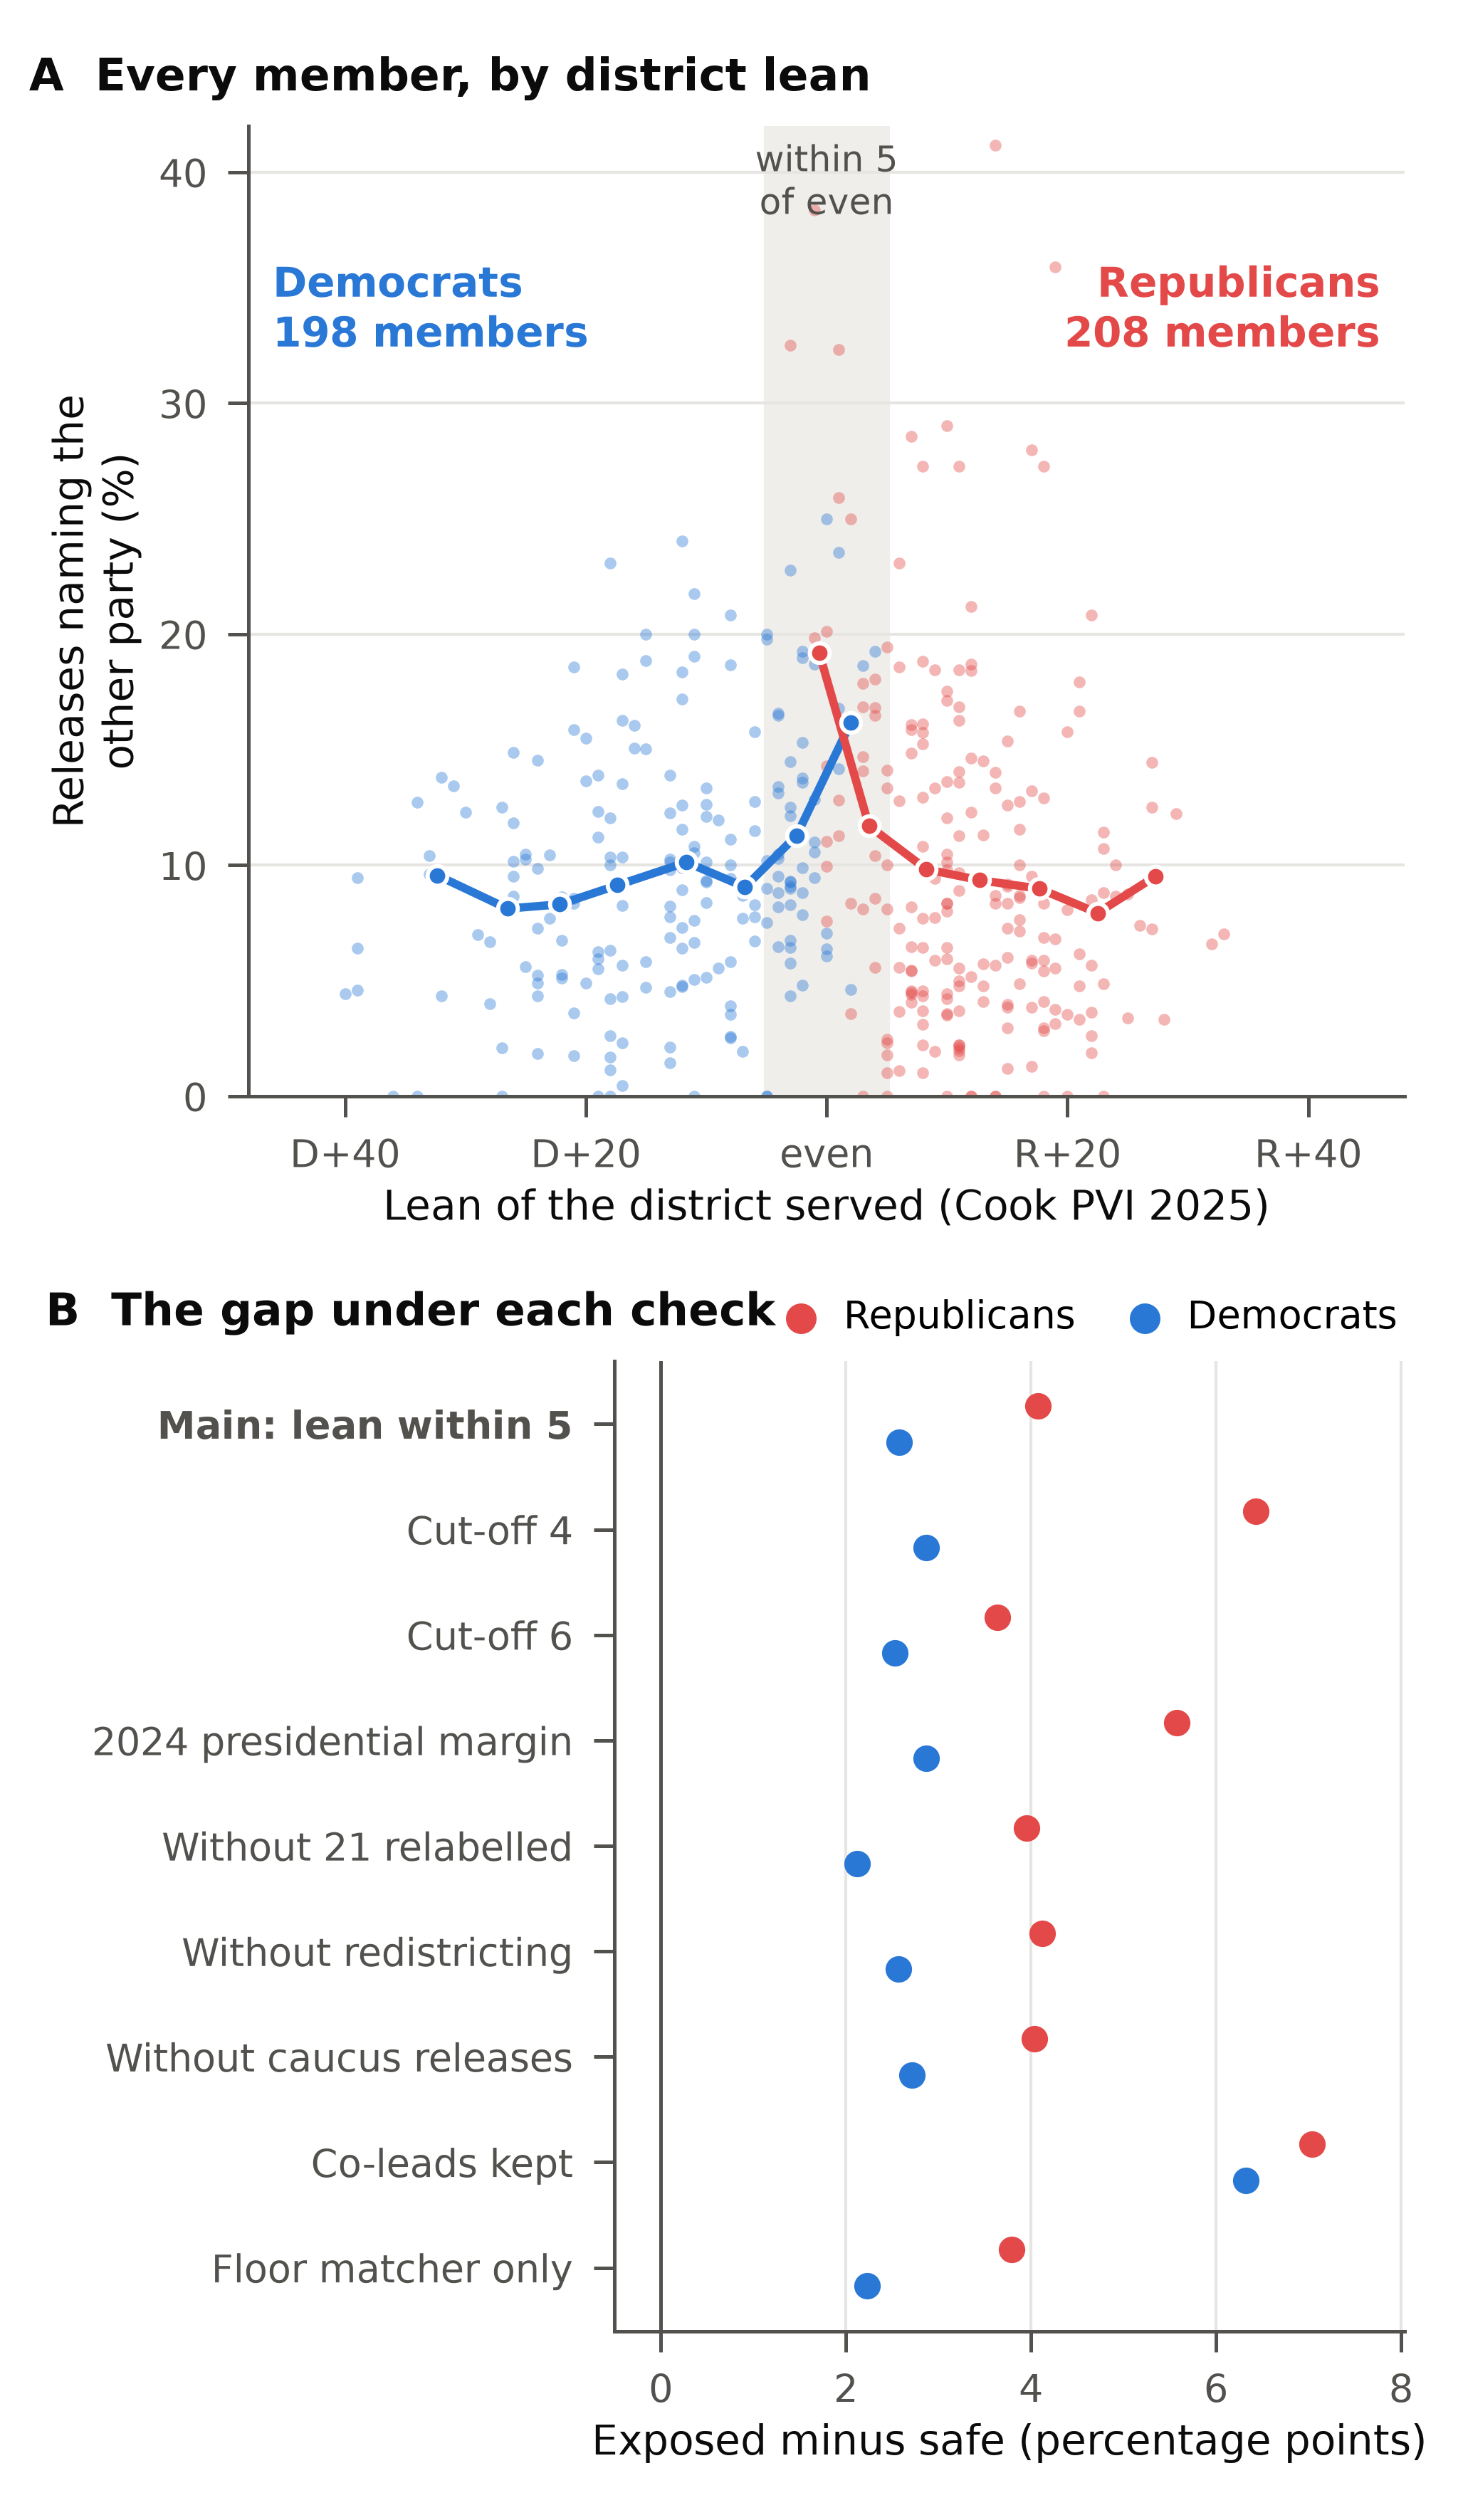 A Every member, by district lean
within 5
of even
Democrats
198 members
Republicans
208 members
Releases naming the
other party (%)
40
30
20
10
0
D+40 D+20 even R+20 R+40
Lean of the district served (Cook PVI 2025)
B The gap under each check
Republicans Democrats
Main: lean within 5
Cut-off 4
Cut-off 6
2024 presidential margin
Without 21 relabelled
Without redistricting
Without caucus releases
Co-leads kept
Floor matcher only
0 2 4 6 8
Exposed minus safe (percentage points)